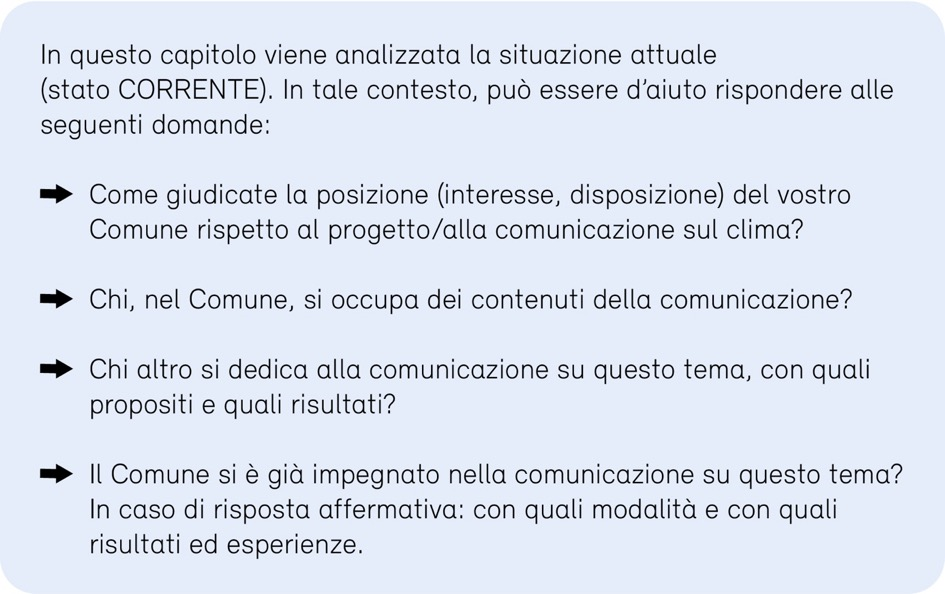 In questo capitolo viene analizzata la situazione attuale
(stato CORRENTE). In tale contesto, può essere d’aiuto rispondere alle
seguenti domande:
Come giudicate la posizione (interesse, disposizione) del vostro
Comune rispetto al progetto/alla comunicazione sul clima?
Chi, nel Comune, si occupa dei contenuti della comunicazione?
Chi altro si dedica alla comunicazione su questo tema, con quali
propositi e quali risultati?
Il Comune si è già impegnato nella comunicazione su questo tema?
In caso di risposta affermativa: con quali modalità e con quali
risultati ed esperienze.